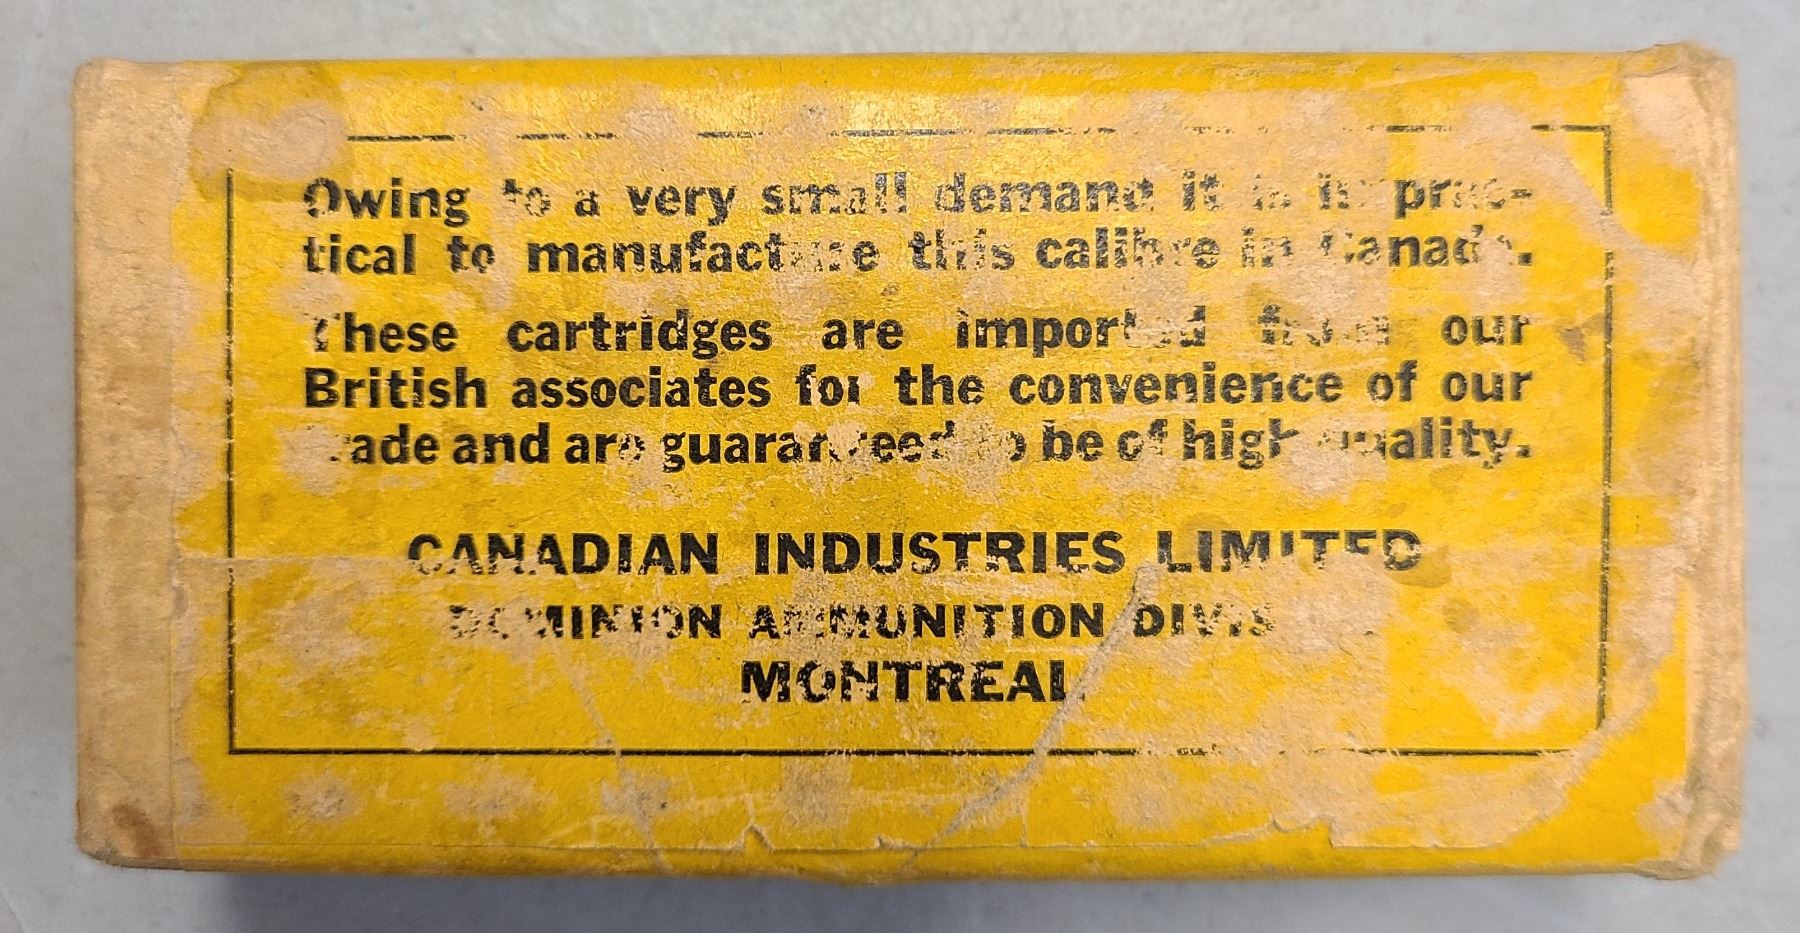 Owing to a very small demand it is imprac-
tical to manufacture this calibre in Canada.
These cartridges are imported from our
British associates for the convenience of our
trade and are guaranteed to be of high quality.
CANADIAN INDUSTRIES LIMITED
DOMINION AMMUNITION DIVISION
MONTREAL